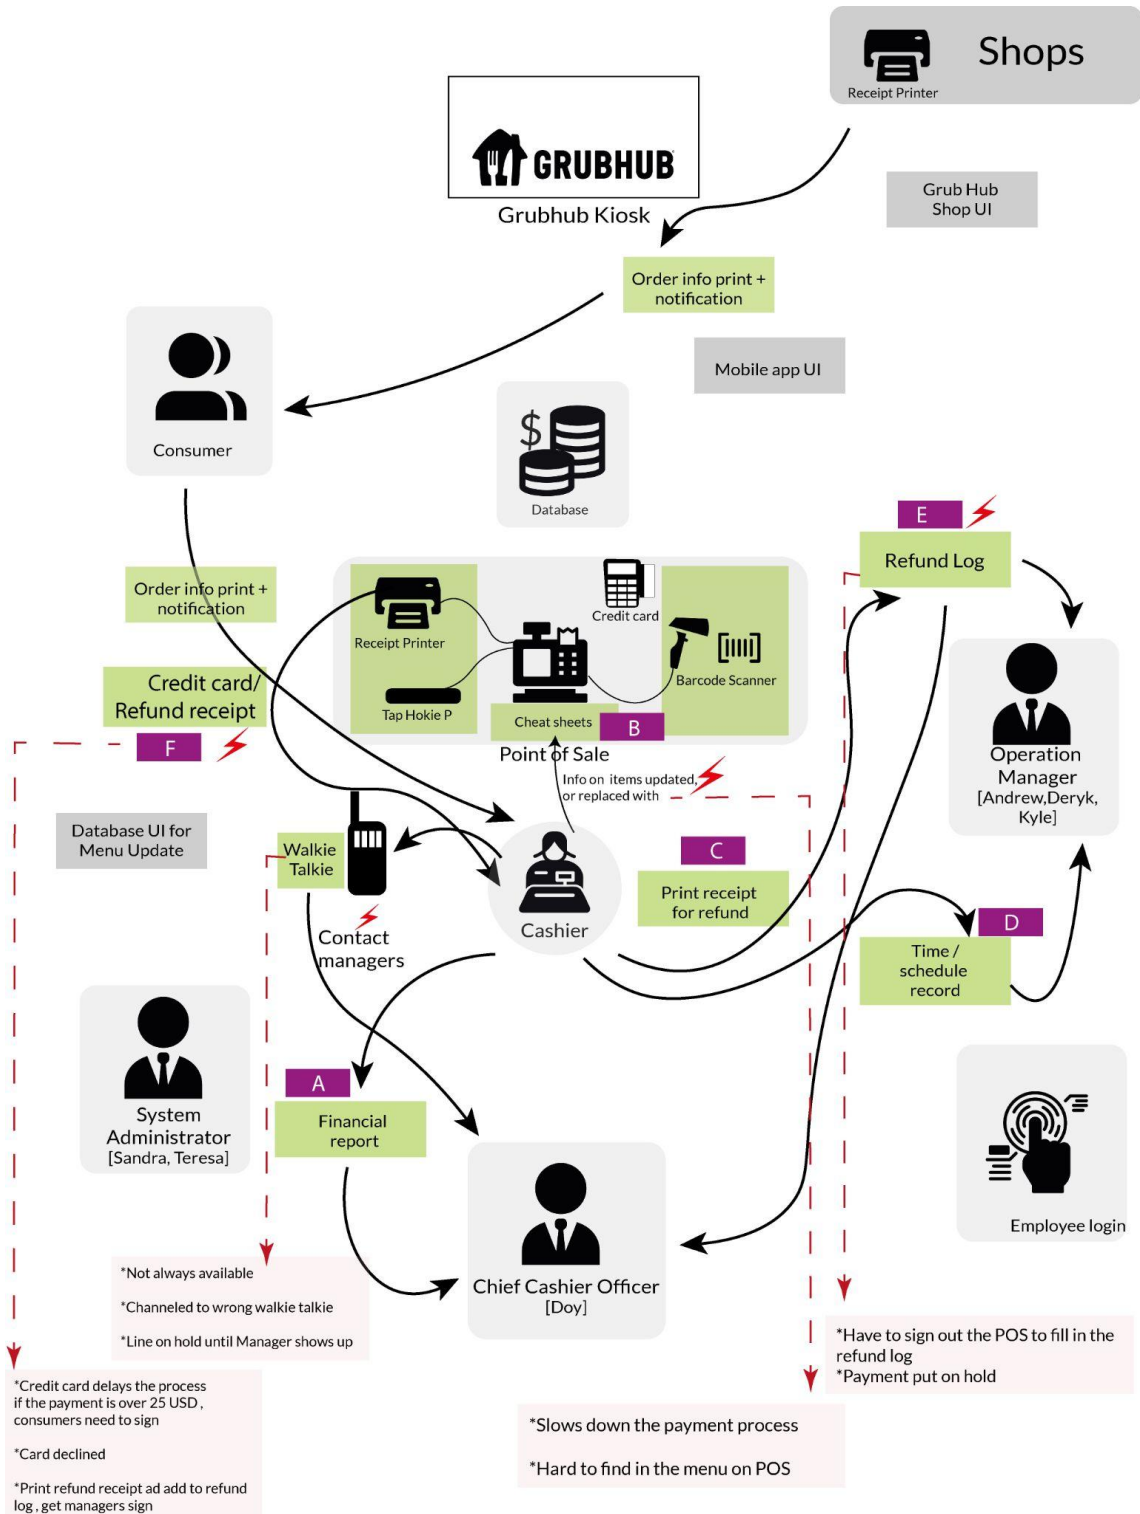 Shops
Receipt Printer
GRUBHUB
Grubhub Kiosk
Grub Hub
Shop UI
Order info print +
notification
Mobile app UI
Consumer
$
Database
E
Refund Log
Order info print +
notification
Credit card
Receipt Printer
Barcode Scanner
Tap Hokie P
Cheat sheets
B
Point of Sale
Credit card/
Refund receipt
F
Info on items updated,
or replaced with
Operation
Manager
[Andrew,Deryk,
Kyle]
Database UI for
Menu Update
Walkie
Talkie
Contact
managers
Cashier
C
Print receipt
for refund
D
Time /
schedule
record
System
Administrator
[Sandra, Teresa]
A
Financial
report
Employee login
Chief Cashier Officer
[Doy]
*Not always available
*Channeled to wrong walkie talkie
*Line on hold until Manager shows up
*Have to sign out the POS to fill in the
refund log
*Payment put on hold
*Credit card delays the process
if the payment is over 25 USD ,
consumers need to sign
*Card declined
*Print refund receipt ad add to refund
log , get managers sign
*Slows down the payment process
*Hard to find in the menu on POS